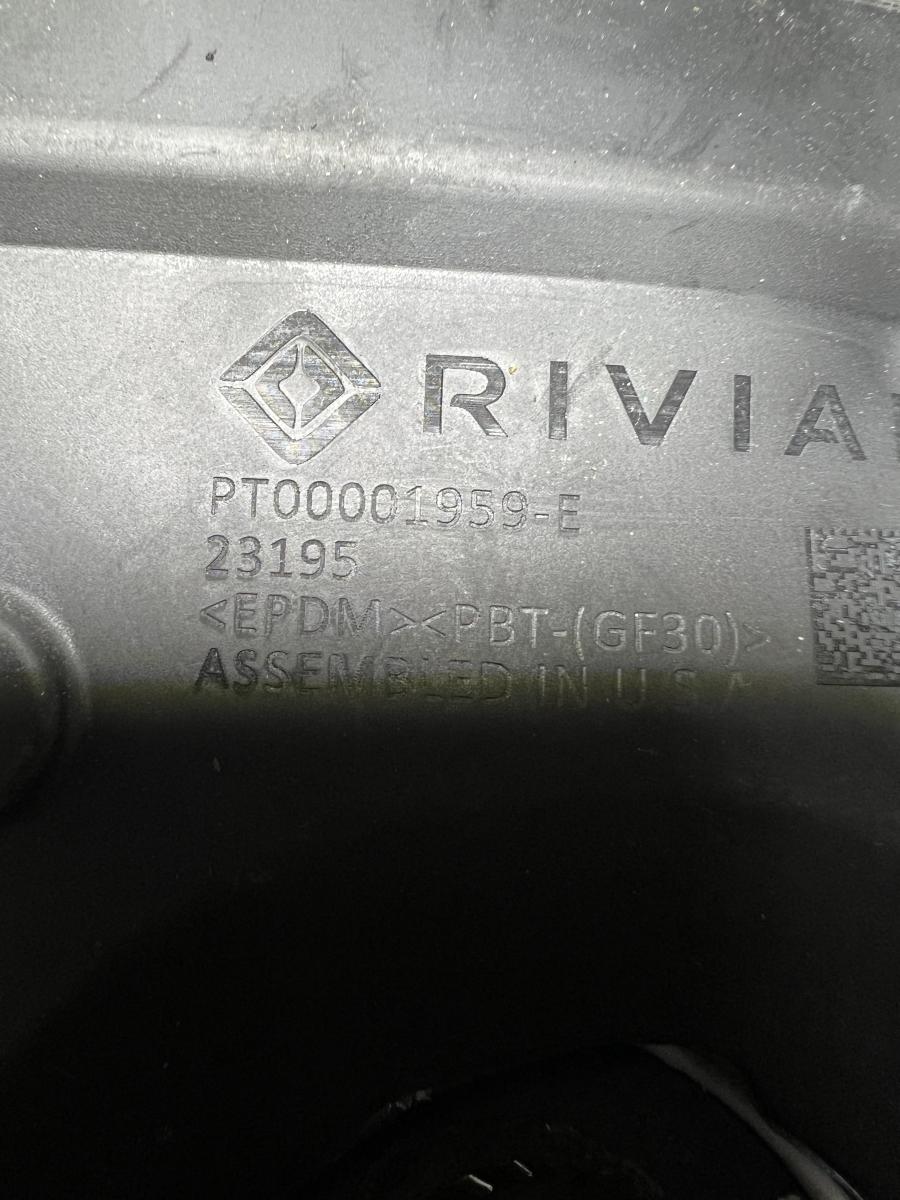 RIVIA
PT00001959-E
23195
<EPDM><PBT-(GF30)>
ASSEMBLED IN U.S.A